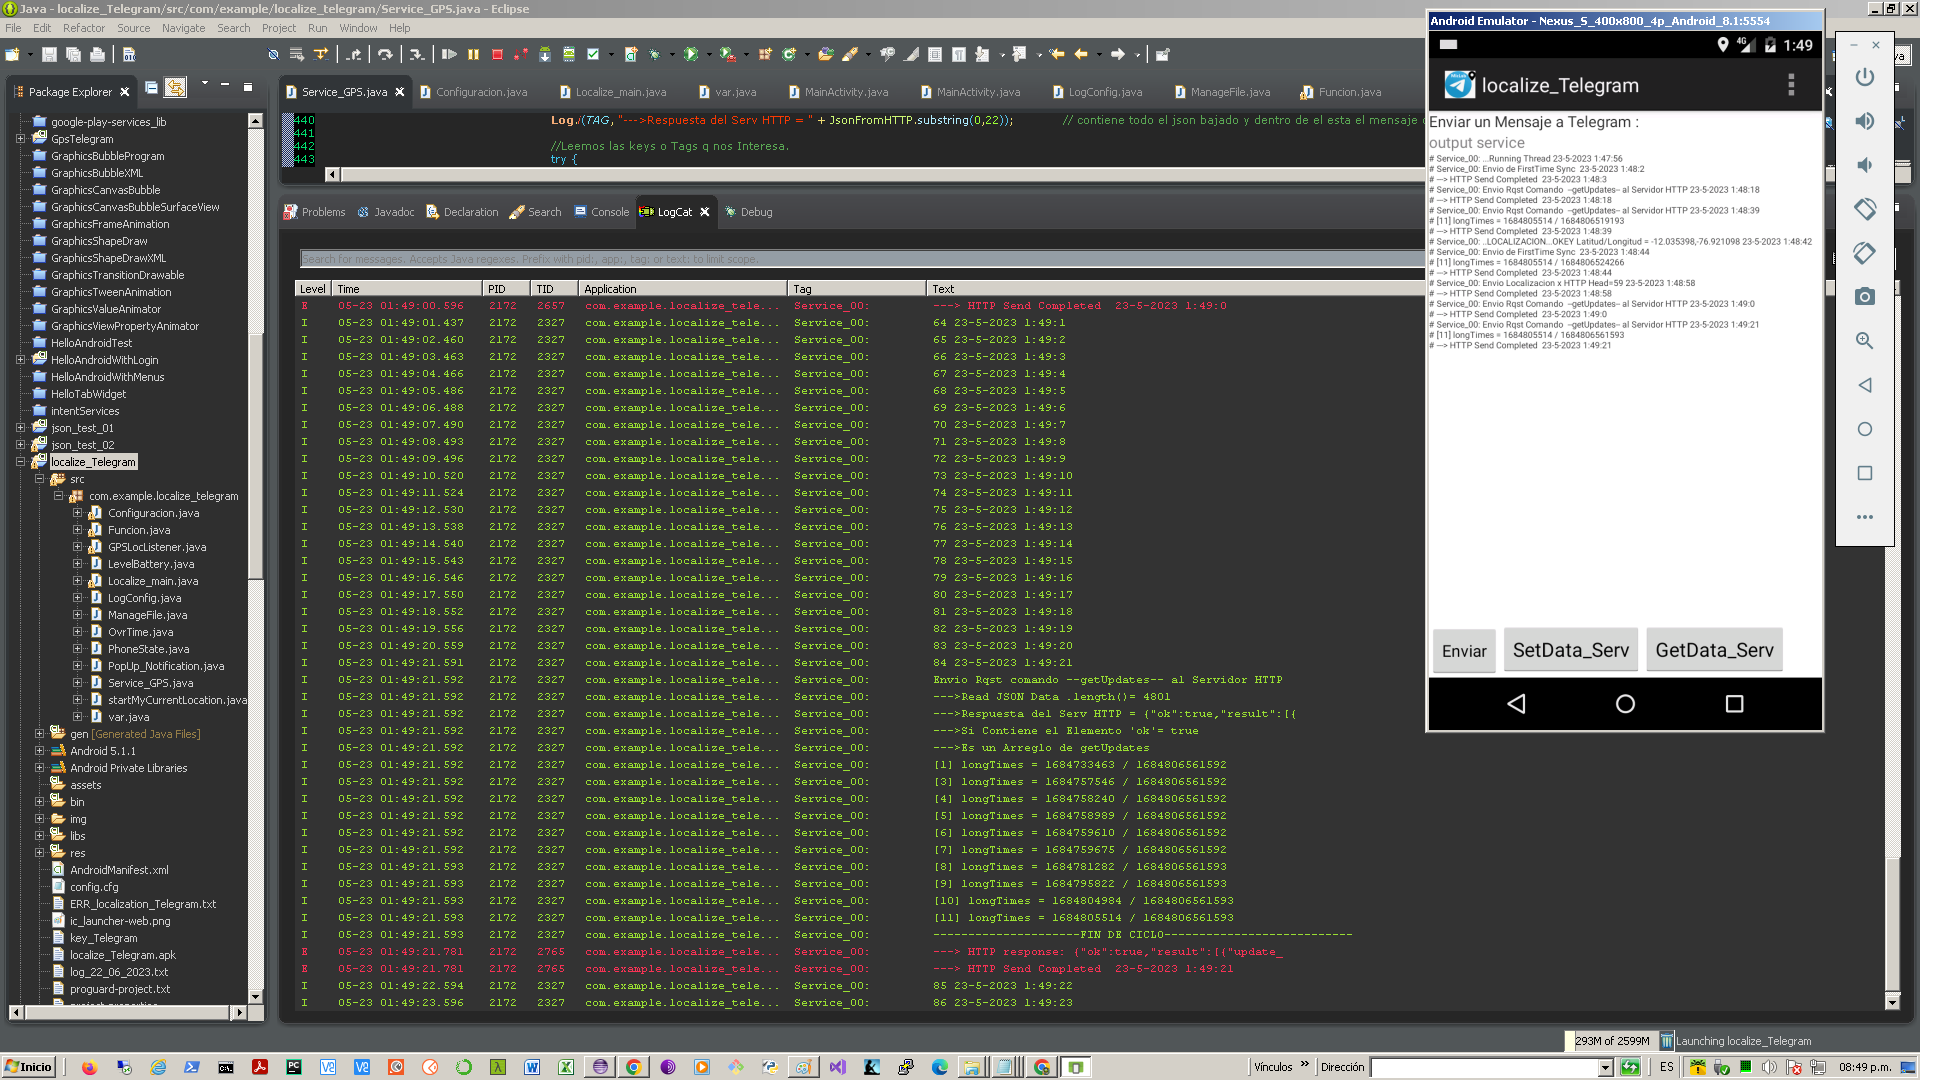 Java - localize_Telegram/src/com/example/localize_telegram/Service_GPS.java - Eclipse
File Edit Refactor Source Navigate Search Project Run Window Help
Package Explorer
google-play-services_lib
GpsTelegram
GraphicsBubbleProgram
GraphicsBubbleXML
GraphicsCanvasBubble
GraphicsCanvasBubbleSurfaceView
GraphicsFrameAnimation
GraphicsShapeDraw
GraphicsShapeDrawXML
GraphicsTransitionDrawable
GraphicsTweenAnimation
GraphicsValueAnimator
GraphicsViewPropertyAnimator
HelloAndroidTest
HelloAndroidWithLogin
HelloAndroidWithMenus
HelloTabWidget
intentServices
json_test_01
json_test_02
localize_Telegram
src
com.example.localize_telegram
Configuracion.java
Funcion.java
GPSLocListener.java
LevelBattery.java
Localize_main.java
LogConfig.java
ManageFile.java
OvrTime.java
PhoneState.java
PopUp_Notification.java
Service_GPS.java
startMyCurrentLocation.java
var.java
gen [Generated Java Files]
Android 5.1.1
Android Private Libraries
assets
bin
img
libs
res
AndroidManifest.xml
config.cfg
ERR_localization_Telegram.txt
ic_launcher-web.png
key_Telegram
localize_Telegram.apk
log_22_06_2023.txt
proguard-project.txt
Service_GPS.java Configuracion.java Localize_main.java var.java MainActivity.java MainActivity.java LogConfig.java ManageFile.java Funcion.java
440 Log.i(TAG, "--->Respuesta del Serv HTTP = " + JsonFromHTTP.substring(0,22)); // contiene todo el json bajado y dentro de el esta el mensaje
441
442 //Leemos las keys o Tags q nos Interesa.
443 try {
Problems Javadoc Declaration Search Console LogCat Debug
Search for messages. Accepts Java regexes. Prefix with pid:, app:, tag: or text: to limit scope.
Level Time PID TID Application Tag Text
E 05-23 01:49:00.596 2172 2657 com.example.localize_tele... Service_00: ---> HTTP Send Completed 23-5-2023 1:49:0
I 05-23 01:49:01.437 2172 2327 com.example.localize_tele... Service_00: 64 23-5-2023 1:49:1
I 05-23 01:49:02.460 2172 2327 com.example.localize_tele... Service_00: 65 23-5-2023 1:49:2
I 05-23 01:49:03.463 2172 2327 com.example.localize_tele... Service_00: 66 23-5-2023 1:49:3
I 05-23 01:49:04.466 2172 2327 com.example.localize_tele... Service_00: 67 23-5-2023 1:49:4
I 05-23 01:49:05.486 2172 2327 com.example.localize_tele... Service_00: 68 23-5-2023 1:49:5
I 05-23 01:49:06.488 2172 2327 com.example.localize_tele... Service_00: 69 23-5-2023 1:49:6
I 05-23 01:49:07.490 2172 2327 com.example.localize_tele... Service_00: 70 23-5-2023 1:49:7
I 05-23 01:49:08.493 2172 2327 com.example.localize_tele... Service_00: 71 23-5-2023 1:49:8
I 05-23 01:49:09.496 2172 2327 com.example.localize_tele... Service_00: 72 23-5-2023 1:49:9
I 05-23 01:49:10.520 2172 2327 com.example.localize_tele... Service_00: 73 23-5-2023 1:49:10
I 05-23 01:49:11.524 2172 2327 com.example.localize_tele... Service_00: 74 23-5-2023 1:49:11
I 05-23 01:49:12.530 2172 2327 com.example.localize_tele... Service_00: 75 23-5-2023 1:49:12
I 05-23 01:49:13.538 2172 2327 com.example.localize_tele... Service_00: 76 23-5-2023 1:49:13
I 05-23 01:49:14.540 2172 2327 com.example.localize_tele... Service_00: 77 23-5-2023 1:49:14
I 05-23 01:49:15.543 2172 2327 com.example.localize_tele... Service_00: 78 23-5-2023 1:49:15
I 05-23 01:49:16.546 2172 2327 com.example.localize_tele... Service_00: 79 23-5-2023 1:49:16
I 05-23 01:49:17.550 2172 2327 com.example.localize_tele... Service_00: 80 23-5-2023 1:49:17
I 05-23 01:49:18.552 2172 2327 com.example.localize_tele... Service_00: 81 23-5-2023 1:49:18
I 05-23 01:49:19.556 2172 2327 com.example.localize_tele... Service_00: 82 23-5-2023 1:49:19
I 05-23 01:49:20.559 2172 2327 com.example.localize_tele... Service_00: 83 23-5-2023 1:49:20
I 05-23 01:49:21.591 2172 2327 com.example.localize_tele... Service_00: 84 23-5-2023 1:49:21
I 05-23 01:49:21.591 2172 2327 com.example.localize_tele... Service_00: Envio Rqst comando --getUpdates-- al Servidor HTTP
I 05-23 01:49:21.592 2172 2327 com.example.localize_tele... Service_00: --->Read JSON Data .length()= 4801
I 05-23 01:49:21.592 2172 2327 com.example.localize_tele... Service_00: --->Respuesta del Serv HTTP = {"ok":true,"result":[{
I 05-23 01:49:21.592 2172 2327 com.example.localize_tele... Service_00: --->Si Contiene el Elemento 'ok'= true
I 05-23 01:49:21.592 2172 2327 com.example.localize_tele... Service_00: --->Es un Arreglo de getUpdates
I 05-23 01:49:21.592 2172 2327 com.example.localize_tele... Service_00: [1] longTimes = 1684733463 / 1684806561592
I 05-23 01:49:21.592 2172 2327 com.example.localize_tele... Service_00: [3] longTimes = 1684757546 / 1684806561592
I 05-23 01:49:21.592 2172 2327 com.example.localize_tele... Service_00: [4] longTimes = 1684758240 / 1684806561592
I 05-23 01:49:21.592 2172 2327 com.example.localize_tele... Service_00: [5] longTimes = 1684758989 / 1684806561592
I 05-23 01:49:21.592 2172 2327 com.example.localize_tele... Service_00: [6] longTimes = 1684759610 / 1684806561592
I 05-23 01:49:21.592 2172 2327 com.example.localize_tele... Service_00: [7] longTimes = 1684759675 / 1684806561592
I 05-23 01:49:21.593 2172 2327 com.example.localize_tele... Service_00: [8] longTimes = 1684781282 / 1684806561593
I 05-23 01:49:21.593 2172 2327 com.example.localize_tele... Service_00: [9] longTimes = 1684795822 / 1684806561593
I 05-23 01:49:21.593 2172 2327 com.example.localize_tele... Service_00: [10] longTimes = 1684804984 / 1684806561593
I 05-23 01:49:21.593 2172 2327 com.example.localize_tele... Service_00: [11] longTimes = 1684805514 / 1684806561593
I 05-23 01:49:21.593 2172 2327 com.example.localize_tele... Service_00: ---------------------FIN DE CICLO---------------------------
E 05-23 01:49:21.781 2172 2765 com.example.localize_tele... Service_00: ---> HTTP response: {"ok":true,"result":[{"update_
E 05-23 01:49:21.781 2172 2765 com.example.localize_tele... Service_00: ---> HTTP Send Completed 23-5-2023 1:49:21
I 05-23 01:49:22.594 2172 2327 com.example.localize_tele... Service_00: 85 23-5-2023 1:49:22
I 05-23 01:49:23.596 2172 2327 com.example.localize_tele... Service_00: 86 23-5-2023 1:49:23
Android Emulator - Nexus_S_400x800_4p_Android_8.1:5554
4G 1:49
localize_Telegram
Enviar un Mensaje a Telegram :
output service
# Service_00: ...Running Thread 23-5-2023 1:47:56
# Service_00: Envio de FirstTime Sync 23-5-2023 1:48:2
# ---> HTTP Send Completed 23-5-2023 1:48:3
# Service_00: Envio Rqst Comando --getUpdates-- al Servidor HTTP 23-5-2023 1:48:18
# ---> HTTP Send Completed 23-5-2023 1:48:18
# Service_00: Envio Rqst Comando --getUpdates-- al Servidor HTTP 23-5-2023 1:48:39
# [11] longTimes = 1684805514 / 1684806519193
# ---> HTTP Send Completed 23-5-2023 1:48:39
# Service_00: ..LOCALIZACION...OKEY Latitud/Longitud = -12.035398,-76.921098 23-5-2023 1:48:42
# Service_00: Envio de FirstTime Sync 23-5-2023 1:48:44
# [11] longTimes = 1684805514 / 1684806524266
# ---> HTTP Send Completed 23-5-2023 1:48:44
# Service_00: Envio Localizacion x HTTP Head=59 23-5-2023 1:48:58
# ---> HTTP Send Completed 23-5-2023 1:48:58
# Service_00: Envio Rqst Comando --getUpdates-- al Servidor HTTP 23-5-2023 1:49:0
# ---> HTTP Send Completed 23-5-2023 1:49:0
# Service_00: Envio Rqst Comando --getUpdates-- al Servidor HTTP 23-5-2023 1:49:21
# [11] longTimes = 1684805514 / 1684806561593
# ---> HTTP Send Completed 23-5-2023 1:49:21
Enviar SetData_Serv GetData_Serv
293M of 2599M Launching localize_Telegram
Inicio Vínculos Dirección ES 08:49 p.m.